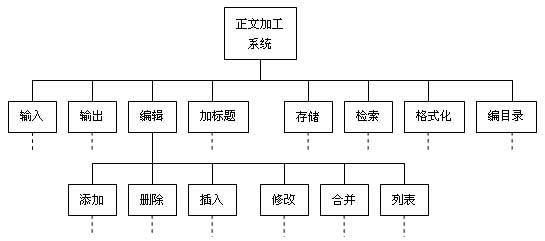 正文加工
系统
输入
输出
编辑
加标题
存储
检索
格式化
编目录
添加
删除
插入
修改
合并
列表